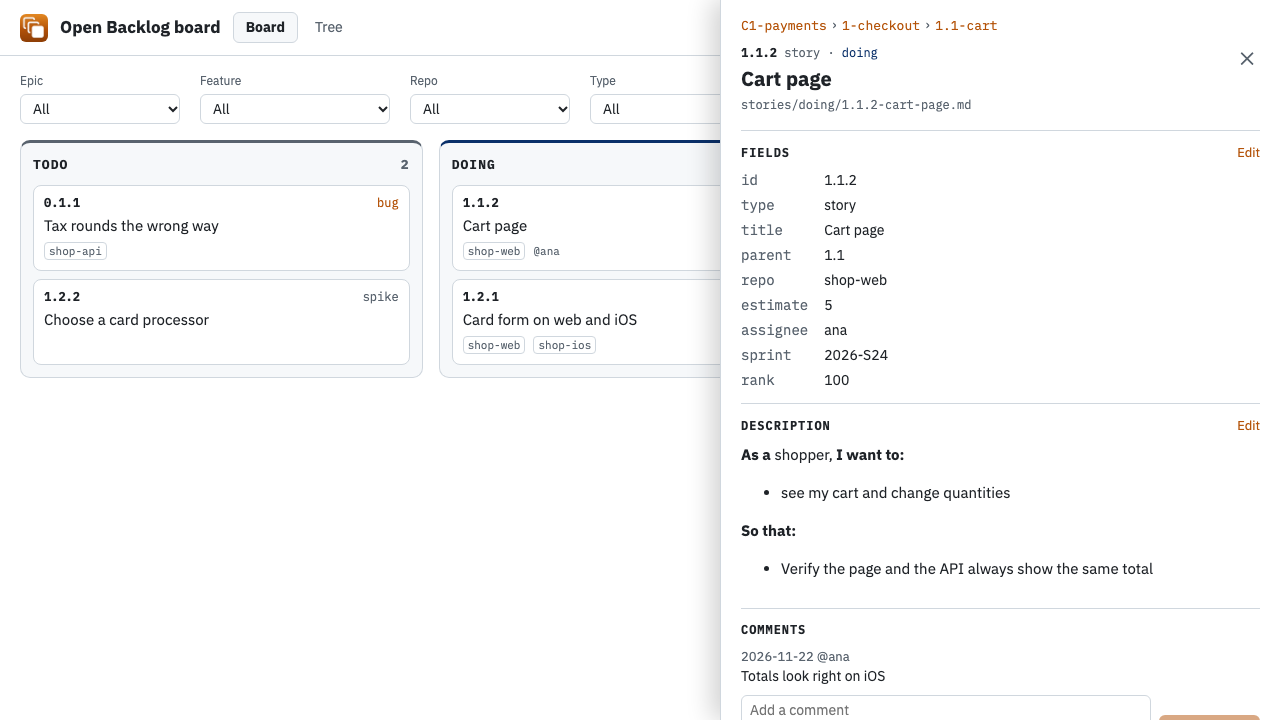 Open Backlog board
Board
Tree
Epic
Feature
Repo
Type
All
All
All
All
TODO
2
0.1.1
bug
Tax rounds the wrong way
shop-api
1.2.2
spike
Choose a card processor
DOING
1.1.2
Cart page
shop-web @ana
1.2.1
Card form on web and iOS
shop-web shop-ios
C1-payments › 1-checkout › 1.1-cart
1.1.2 story · doing
Cart page
stories/doing/1.1.2-cart-page.md
FIELDS
Edit
id 1.1.2
type story
title Cart page
parent 1.1
repo shop-web
estimate 5
assignee ana
sprint 2026-S24
rank 100
DESCRIPTION
Edit
As a shopper, I want to:
• see my cart and change quantities
So that:
• Verify the page and the API always show the same total
COMMENTS
2026-11-22 @ana
Totals look right on iOS
Add a comment